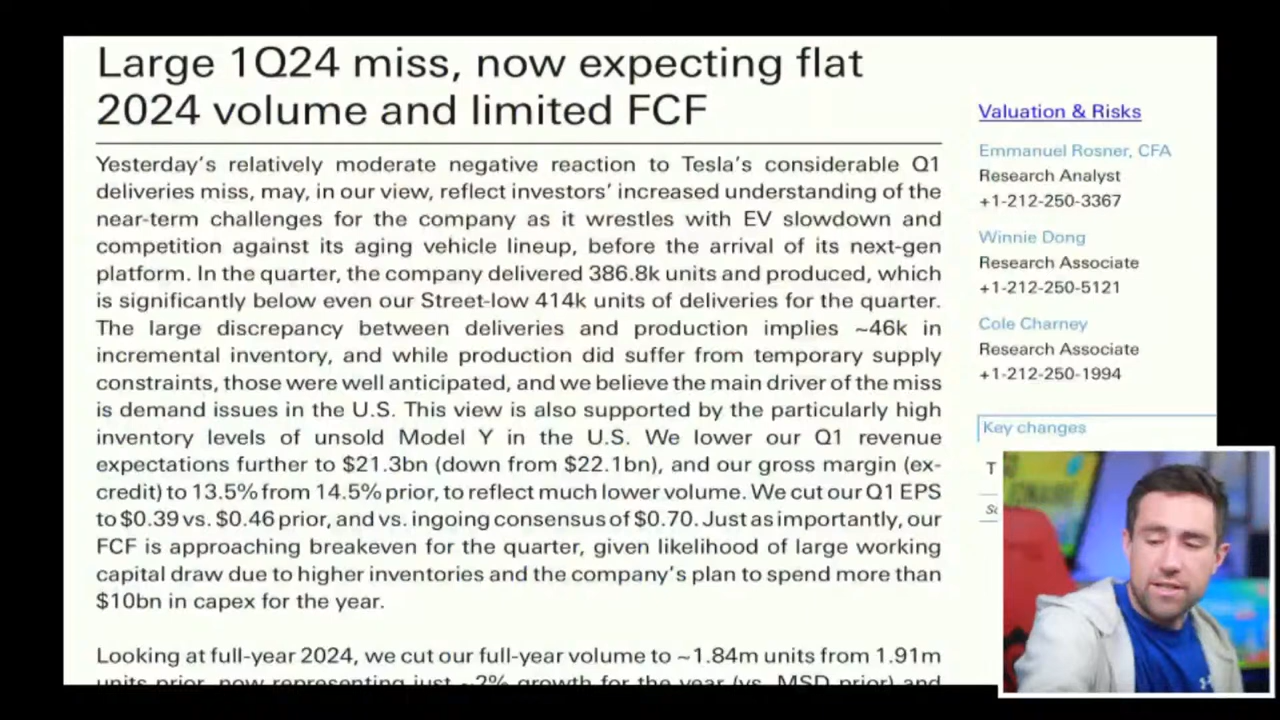 Large 1Q24 miss, now expecting flat
2024 volume and limited FCF
Yesterday's relatively moderate negative reaction to Tesla's considerable Q1
deliveries miss, may, in our view, reflect investors' increased understanding of the
near-term challenges for the company as it wrestles with EV slowdown and
competition against its aging vehicle lineup, before the arrival of its next-gen
platform. In the quarter, the company delivered 386.8k units and produced, which
is significantly below even our Street-low 414k units of deliveries for the quarter.
The large discrepancy between deliveries and production implies ~46k in
incremental inventory, and while production did suffer from temporary supply
constraints, those were well anticipated, and we believe the main driver of the miss
is demand issues in the U.S. This view is also supported by the particularly high
inventory levels of unsold Model Y in the U.S. We lower our Q1 revenue
expectations further to $21.3bn (down from $22.1bn), and our gross margin (ex-
credit) to 13.5% from 14.5% prior, to reflect much lower volume. We cut our Q1 EPS
to $0.39 vs. $0.46 prior, and vs. ingoing consensus of $0.70. Just as importantly, our
FCF is approaching breakeven for the quarter, given likelihood of large working
capital draw due to higher inventories and the company's plan to spend more than
$10bn in capex for the year.
Looking at full-year 2024, we cut our full-year volume to ~1.84m units from 1.91m
units prior, now representing just ~2% growth for the year (vs. MSD prior) and
Valuation & Risks
Emmanuel Rosner, CFA
Research Analyst
+1-212-250-3367
Winnie Dong
Research Associate
+1-212-250-5121
Cole Charney
Research Associate
+1-212-250-1994
Key changes